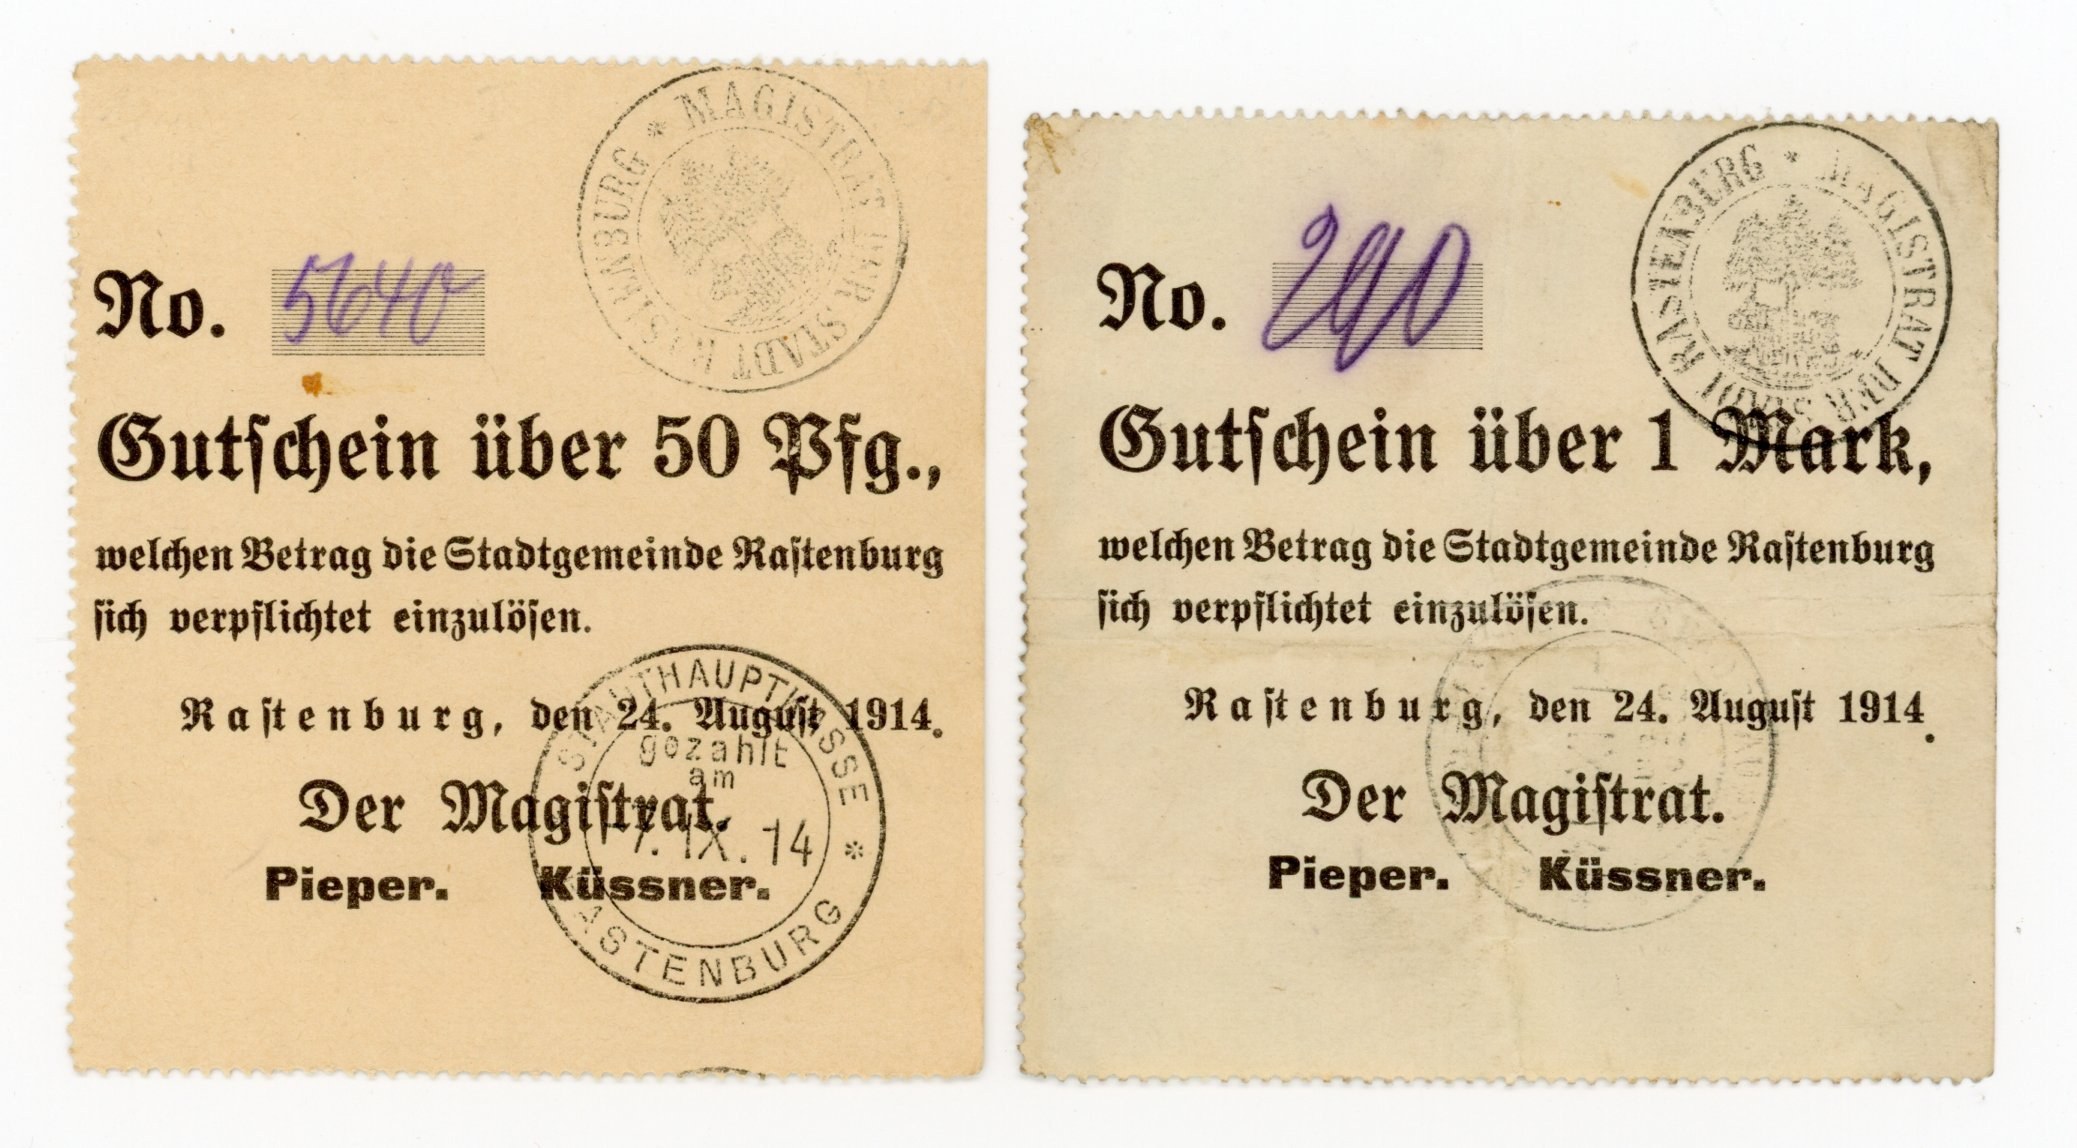 MAGISTRAT DER STADT RASTENBURG *
No. 5640
Gutschein über 50 Pfg.,
welchen Betrag die Stadtgemeinde Rastenburg
sich verpflichtet einzulösen.
Rastenburg, den 24. August 1914.
Der Magistrat.
Pieper. Küssner.
STADTHAUPTKASSE * RASTENBURG
gezahlt
am
7. IX. 14
MAGISTRAT DER STADT RASTENBURG *
No. 290
Gutschein über 1 Mark,
welchen Betrag die Stadtgemeinde Rastenburg
sich verpflichtet einzulösen.
Rastenburg, den 24. August 1914.
Der Magistrat.
Pieper. Küssner.